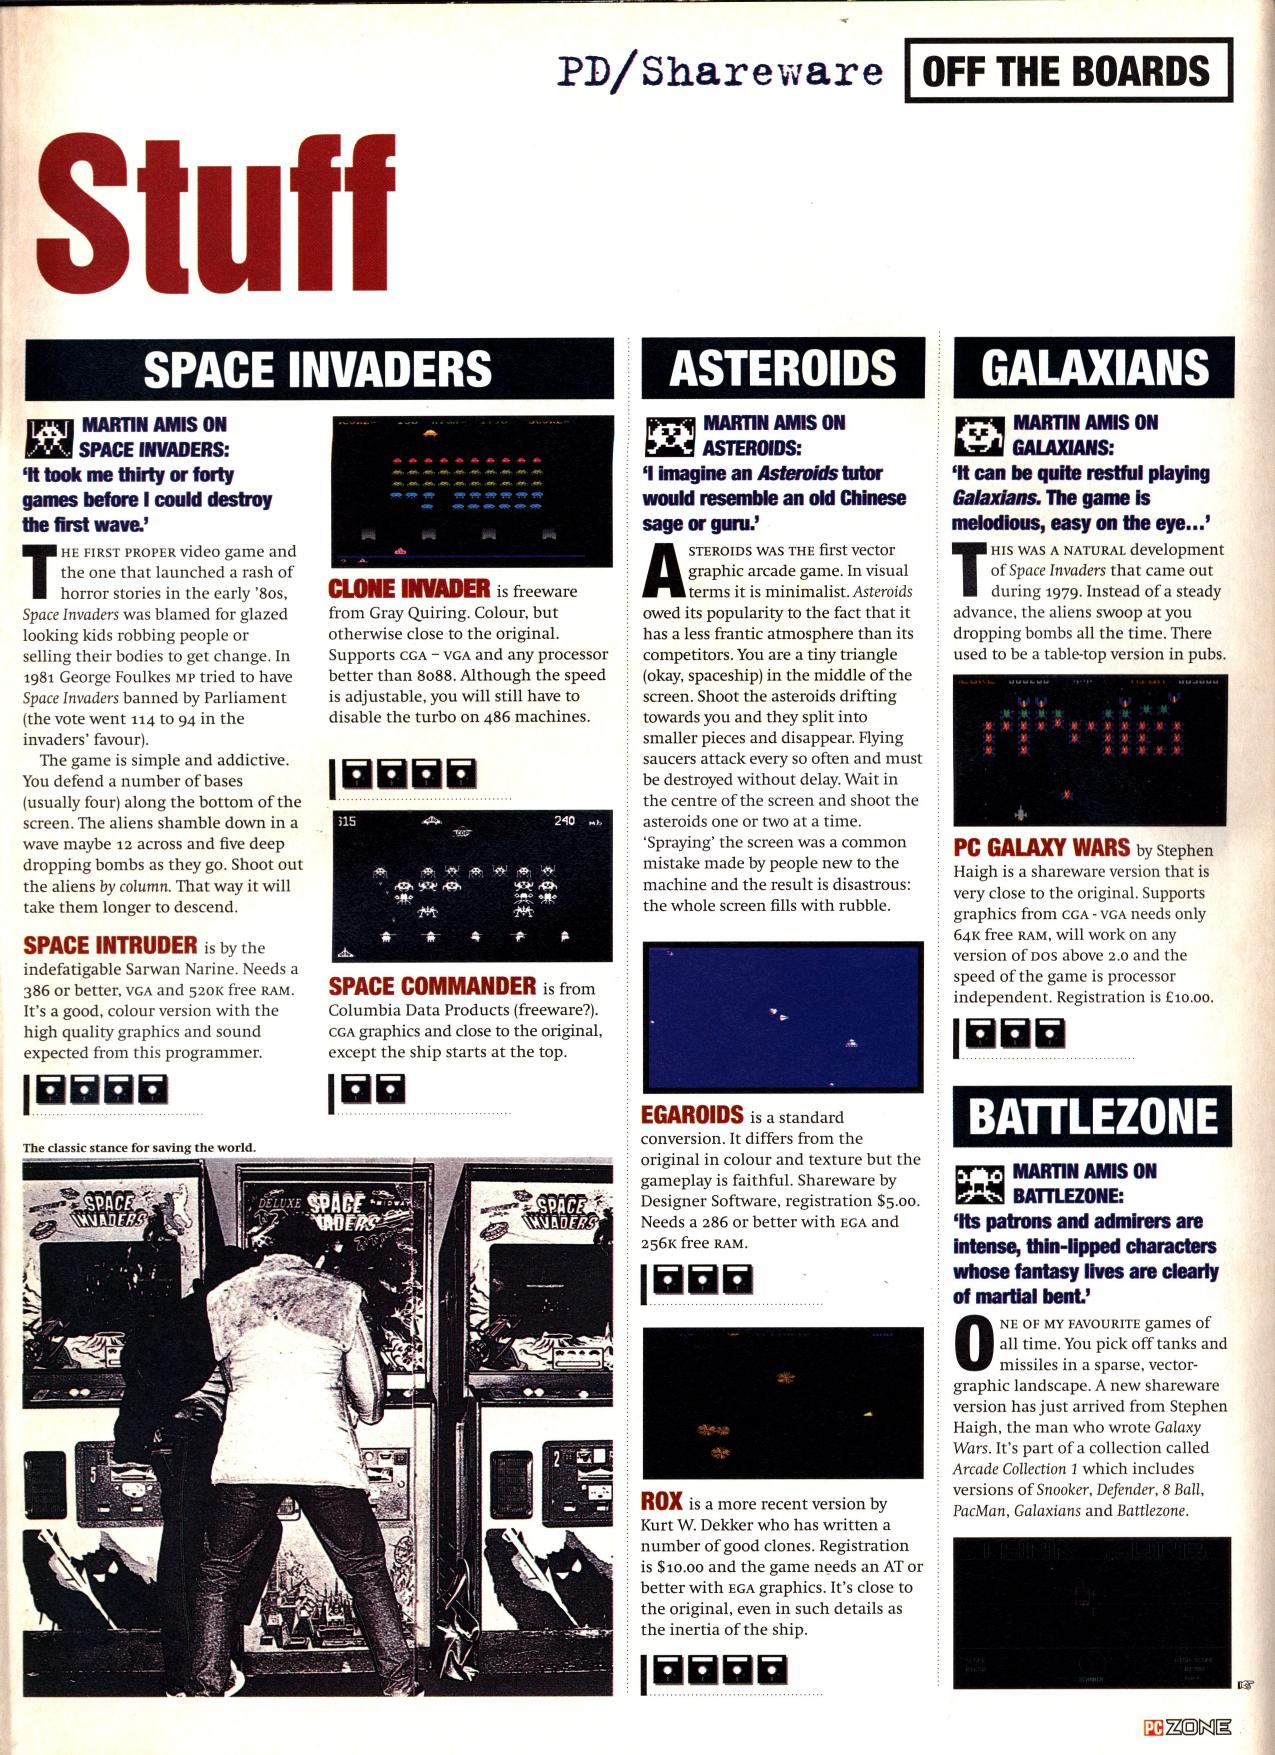 PD/Shareware OFF THE BOARDS
Stuff
SPACE INVADERS
MARTIN AMIS ON
SPACE INVADERS:
‘It took me thirty or forty
games before I could destroy
the first wave.’
THE FIRST PROPER video game and
the one that launched a rash of
horror stories in the early ’80s,
Space Invaders was blamed for glazed
looking kids robbing people or
selling their bodies to get change. In
1981 George Foulkes MP tried to have
Space Invaders banned by Parliament
(the vote went 114 to 94 in the
invaders’ favour).
The game is simple and addictive.
You defend a number of bases
(usually four) along the bottom of the
screen. The aliens shamble down in a
wave maybe 12 across and five deep
dropping bombs as they go. Shoot out
the aliens by column. That way it will
take them longer to descend.
SPACE INTRUDER is by the
indefatigable Sarwan Narine. Needs a
386 or better, VGA and 520K free RAM.
It’s a good, colour version with the
high quality graphics and sound
expected from this programmer.
CLONE INVADER is freeware
from Gray Quiring. Colour, but
otherwise close to the original.
Supports CGA – VGA and any processor
better than 8088. Although the speed
is adjustable, you will still have to
disable the turbo on 486 machines.
315 240
SPACE COMMANDER is from
Columbia Data Products (freeware?).
CGA graphics and close to the original,
except the ship starts at the top.
The classic stance for saving the world.
SPACE INVADERS
DELUXE SPACE INVADERS
SPACE INVADERS
5
2
ASTEROIDS
MARTIN AMIS ON
ASTEROIDS:
‘I imagine an Asteroids tutor
would resemble an old Chinese
sage or guru.’
ASTEROIDS WAS THE first vector
graphic arcade game. In visual
terms it is minimalist. Asteroids
owed its popularity to the fact that it
has a less frantic atmosphere than its
competitors. You are a tiny triangle
(okay, spaceship) in the middle of the
screen. Shoot the asteroids drifting
towards you and they split into
smaller pieces and disappear. Flying
saucers attack every so often and must
be destroyed without delay. Wait in
the centre of the screen and shoot the
asteroids one or two at a time.
‘Spraying’ the screen was a common
mistake made by people new to the
machine and the result is disastrous:
the whole screen fills with rubble.
EGAROIDS is a standard
conversion. It differs from the
original in colour and texture but the
gameplay is faithful. Shareware by
Designer Software, registration $5.00.
Needs a 286 or better with EGA and
256K free RAM.
ROX is a more recent version by
Kurt W. Dekker who has written a
number of good clones. Registration
is $10.00 and the game needs an AT or
better with EGA graphics. It’s close to
the original, even in such details as
the inertia of the ship.
GALAXIANS
MARTIN AMIS ON
GALAXIANS:
‘It can be quite restful playing
Galaxians. The game is
melodious, easy on the eye…’
THIS WAS A NATURAL development
of Space Invaders that came out
during 1979. Instead of a steady
advance, the aliens swoop at you
dropping bombs all the time. There
used to be a table-top version in pubs.
PC GALAXY WARS by Stephen
Haigh is a shareware version that is
very close to the original. Supports
graphics from CGA - VGA needs only
64K free RAM, will work on any
version of DOS above 2.0 and the
speed of the game is processor
independent. Registration is £10.00.
BATTLEZONE
MARTIN AMIS ON
BATTLEZONE:
‘Its patrons and admirers are
intense, thin-lipped characters
whose fantasy lives are clearly
of martial bent.’
ONE OF MY FAVOURITE games of
all time. You pick off tanks and
missiles in a sparse, vector-
graphic landscape. A new shareware
version has just arrived from Stephen
Haigh, the man who wrote Galaxy
Wars. It’s part of a collection called
Arcade Collection 1 which includes
versions of Snooker, Defender, 8 Ball,
PacMan, Galaxians and Battlezone.
PC ZONE